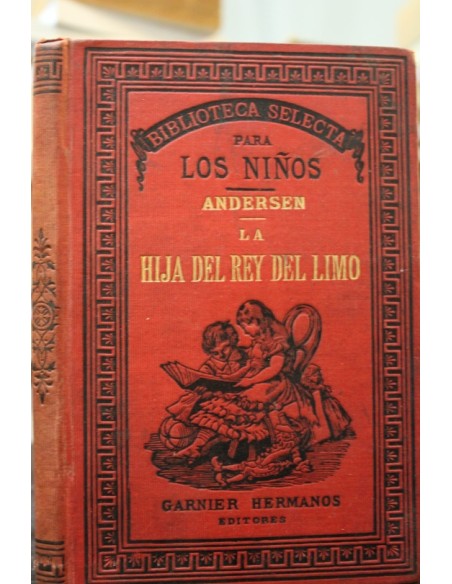 BIBLIOTECA SELECTA
PARA
LOS NIÑOS
ANDERSEN
LA
HIJA DEL REY DEL LIMO
GARNIER HERMANOS
EDITORES